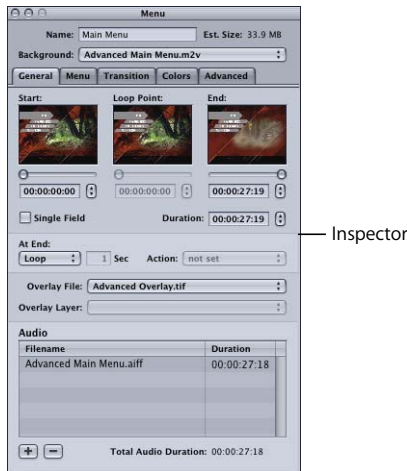 Menu
Name: Main Menu Est. Size: 33.9 MB
Background: Advanced Main Menu.m2v
General Menu Transition Colors Advanced
Start: Loop Point: End:
00:00:00:00 00:00:00:00 00:00:27:19
Single Field Duration: 00:00:27:19
Inspector
At End:
Loop 1 Sec Action: not set
Overlay File: Advanced Overlay.tif
Overlay Layer:
Audio
Filename Duration
Advanced Main Menu.aiff 00:00:27:18
Total Audio Duration: 00:00:27:18